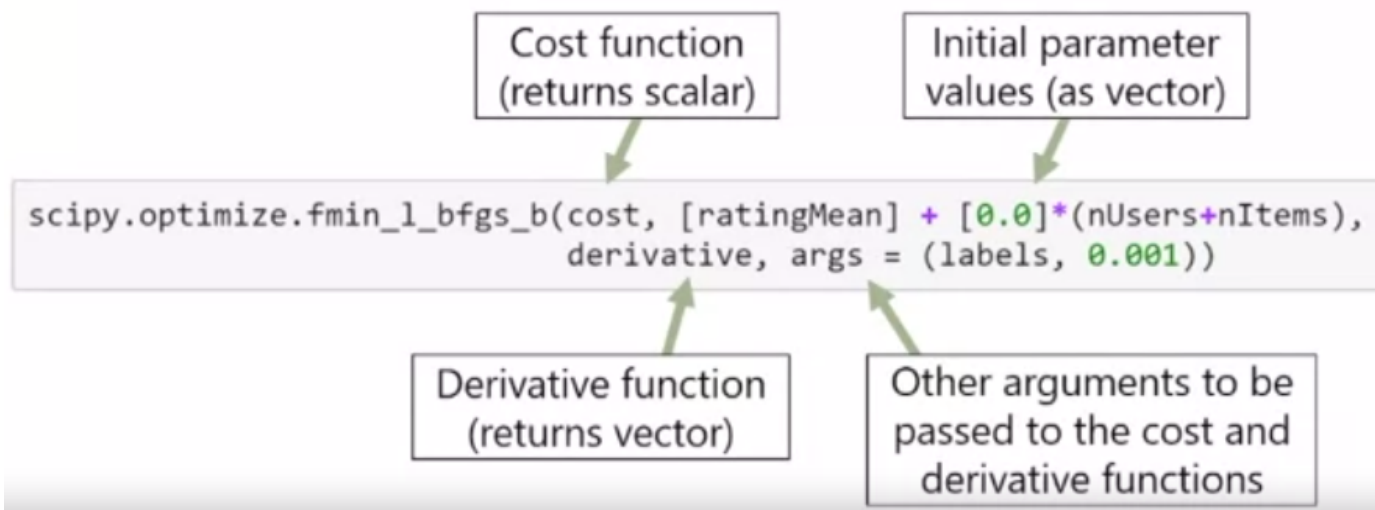 Cost function
(returns scalar)
Initial parameter
values (as vector)
scipy.optimize.fmin_l_bfgs_b(cost, [ratingMean] + [0.0]*(nUsers+nItems),
derivative, args = (labels, 0.001))
Derivative function
(returns vector)
Other arguments to be
passed to the cost and
derivative functions